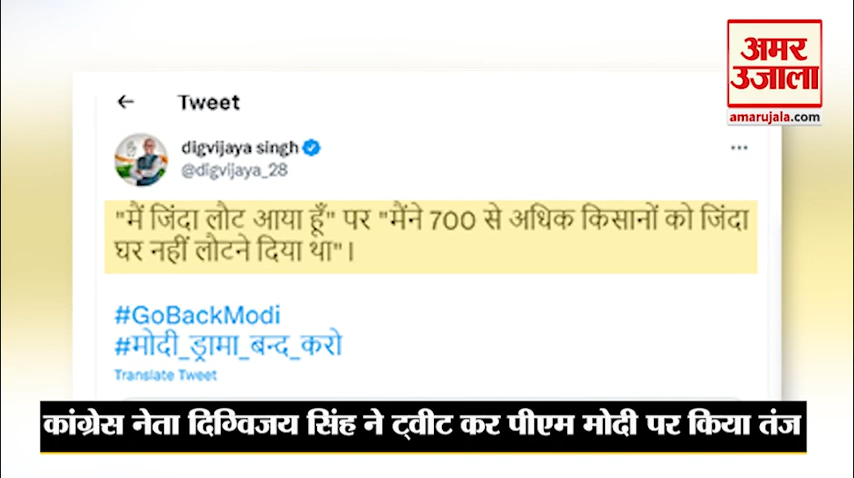 अमर
उजाला
amarujala.com
← Tweet
digvijaya singh
@digvijaya_28
"मैं जिंदा लौट आया हूँ" पर "मैंने 700 से अधिक किसानों को जिंदा
घर नहीं लौटने दिया था"।
#GoBackModi
#मोदी_ड्रामा_बन्द_करो
Translate Tweet
कांग्रेस नेता दिग्विजय सिंह ने ट्वीट कर पीएम मोदी पर किया तंज